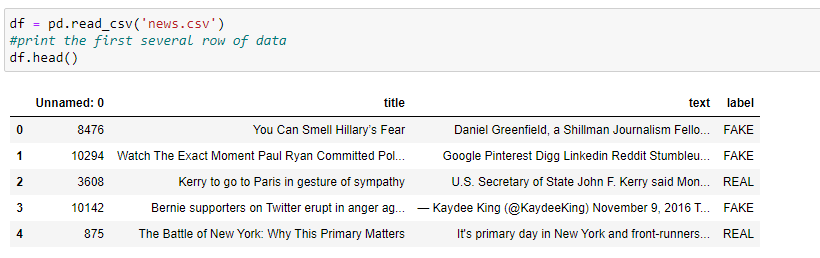 df = pd.read_csv('news.csv')
#print the first several row of data
df.head()
Unnamed: 0 title text label
0 8476 You Can Smell Hillary's Fear Daniel Greenfield, a Shillman Journalism Fello... FAKE
1 10294 Watch The Exact Moment Paul Ryan Committed Pol... Google Pinterest Digg Linkedin Reddit Stumbleu... FAKE
2 3608 Kerry to go to Paris in gesture of sympathy U.S. Secretary of State John F. Kerry said Mon... REAL
3 10142 Bernie supporters on Twitter erupt in anger ag... — Kaydee King (@KaydeeKing) November 9, 2016 T... FAKE
4 875 The Battle of New York: Why This Primary Matters It's primary day in New York and front-runners... REAL